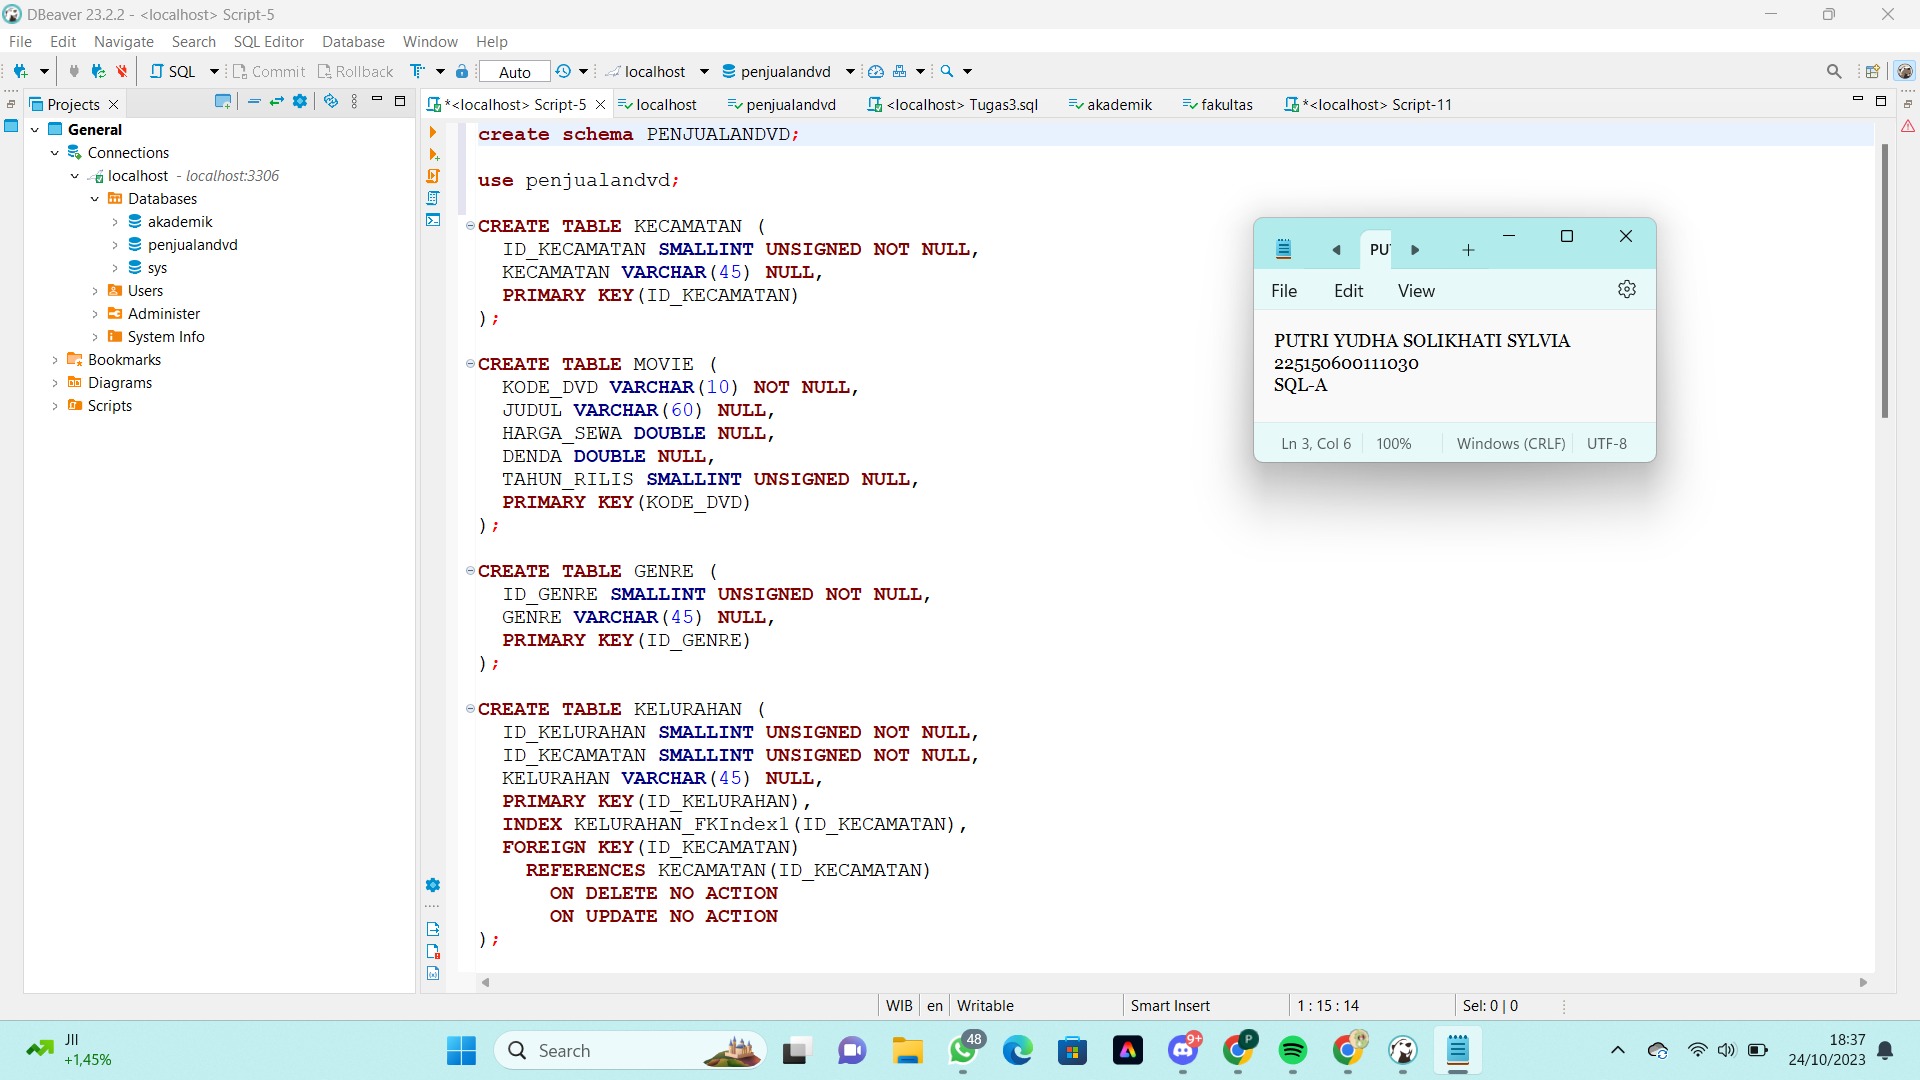 DBeaver 23.2.2 - <localhost> Script-5
File Edit Navigate Search SQL Editor Database Window Help
SQL Commit Rollback Auto localhost penjualandvd
Projects
*<localhost> Script-5 localhost penjualandvd <localhost> Tugas3.sql akademik fakultas *<localhost> Script-11
General
Connections
localhost - localhost:3306
Databases
akademik
penjualandvd
sys
Users
Administer
System Info
Bookmarks
Diagrams
Scripts
create schema PENJUALANDVD;
use penjualandvd;
CREATE TABLE KECAMATAN (
ID_KECAMATAN SMALLINT UNSIGNED NOT NULL,
KECAMATAN VARCHAR(45) NULL,
PRIMARY KEY(ID_KECAMATAN)
);
CREATE TABLE MOVIE (
KODE_DVD VARCHAR(10) NOT NULL,
JUDUL VARCHAR(60) NULL,
HARGA_SEWA DOUBLE NULL,
DENDA DOUBLE NULL,
TAHUN_RILIS SMALLINT UNSIGNED NULL,
PRIMARY KEY(KODE_DVD)
);
CREATE TABLE GENRE (
ID_GENRE SMALLINT UNSIGNED NOT NULL,
GENRE VARCHAR(45) NULL,
PRIMARY KEY(ID_GENRE)
);
CREATE TABLE KELURAHAN (
ID_KELURAHAN SMALLINT UNSIGNED NOT NULL,
ID_KECAMATAN SMALLINT UNSIGNED NOT NULL,
KELURAHAN VARCHAR(45) NULL,
PRIMARY KEY(ID_KELURAHAN),
INDEX KELURAHAN_FKIndex1(ID_KECAMATAN),
FOREIGN KEY(ID_KECAMATAN)
REFERENCES KECAMATAN(ID_KECAMATAN)
ON DELETE NO ACTION
ON UPDATE NO ACTION
);
PUT
File Edit View
PUTRI YUDHA SOLIKHATI SYLVIA
225150600111030
SQL-A
Ln 3, Col 6 100% Windows (CRLF) UTF-8
WIB en Writable Smart Insert 1 : 15 : 14 Sel: 0 | 0
JII
+1,45%
Search
48
9+
P
18:37
24/10/2023